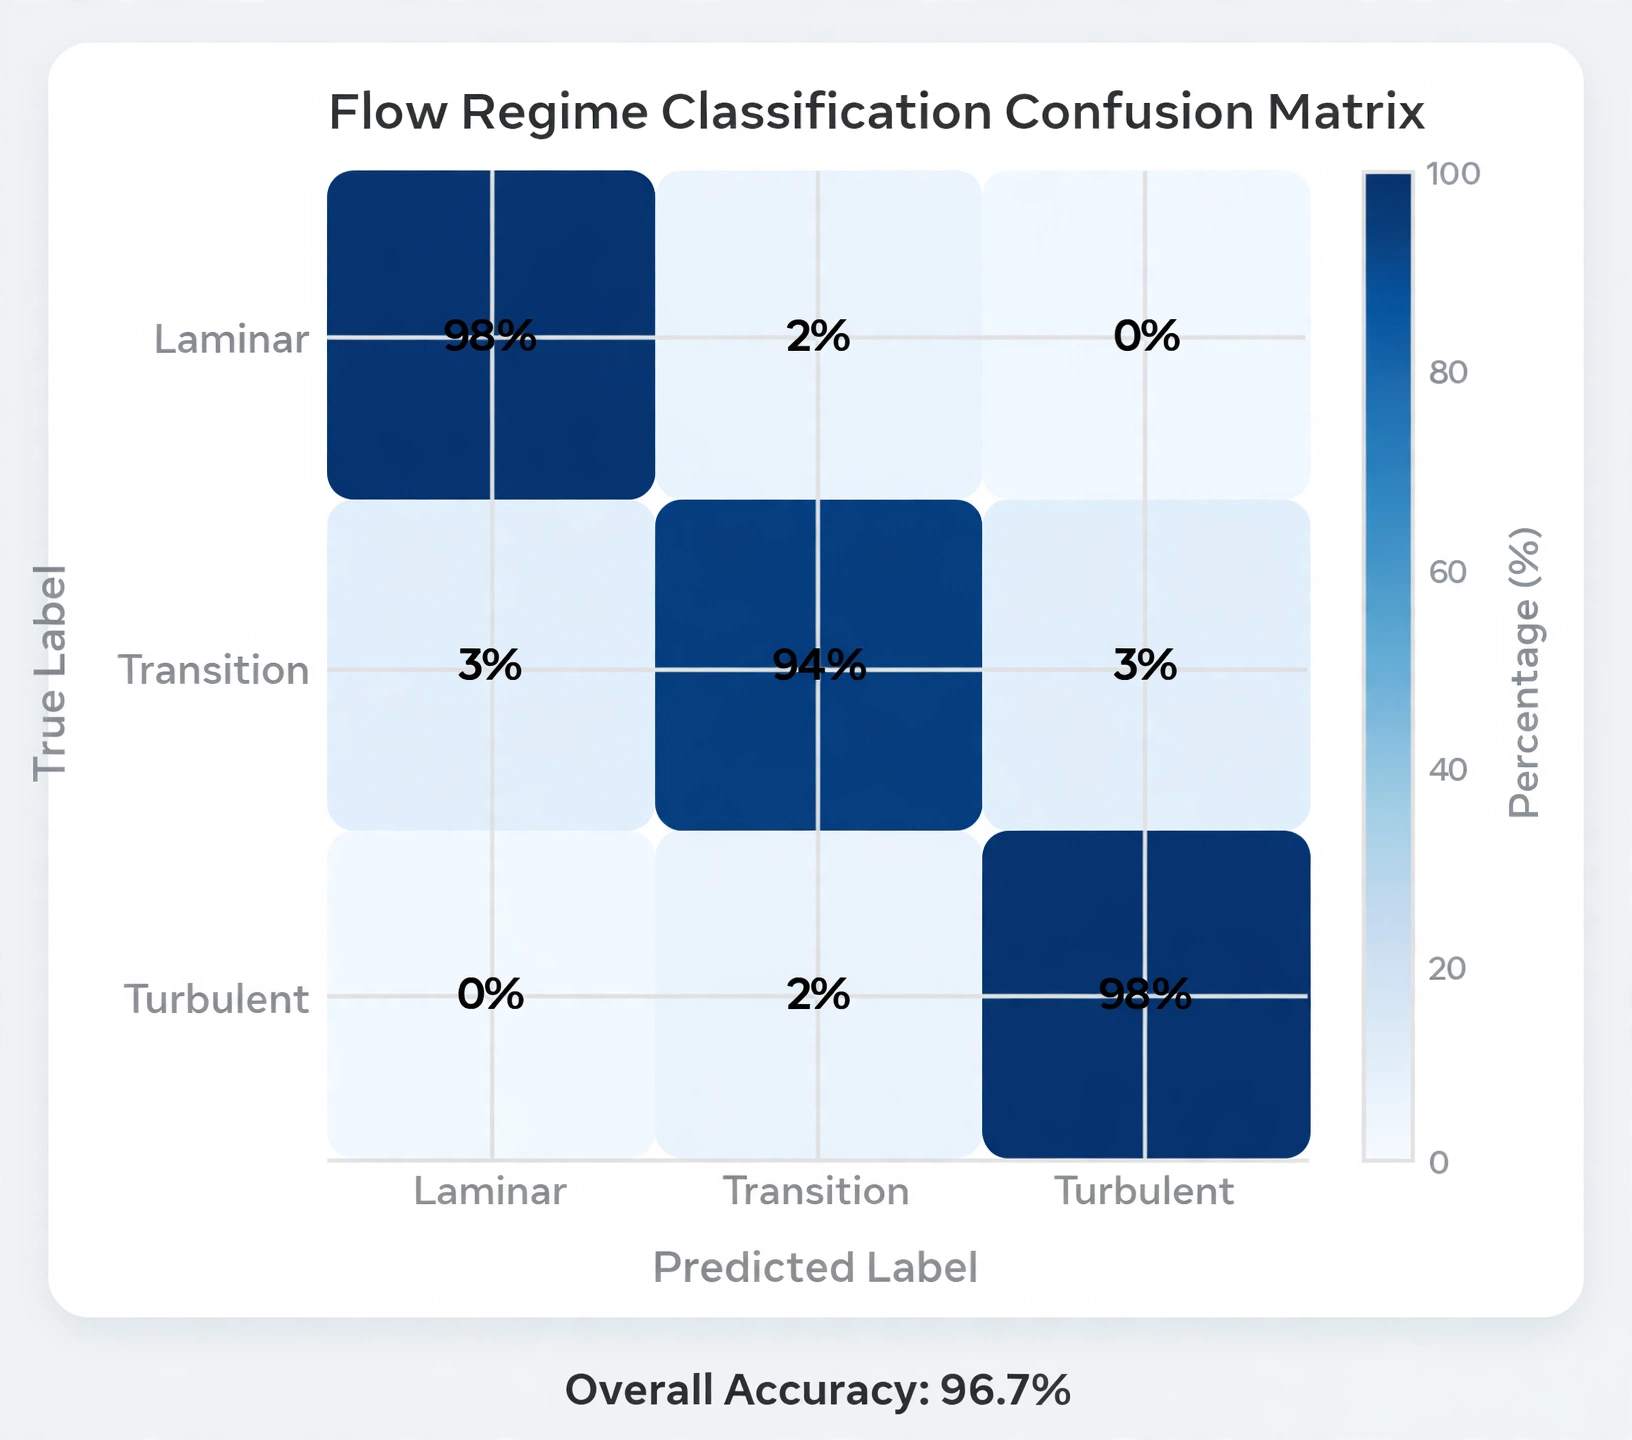 Flow Regime Classification Confusion Matrix
True Label
Laminar
98%
2%
0%
Transition
3%
94%
3%
Turbulent
0%
2%
98%
Laminar
Transition
Turbulent
Predicted Label
100
80
60
40
20
0
Percentage (%)
Overall Accuracy: 96.7%